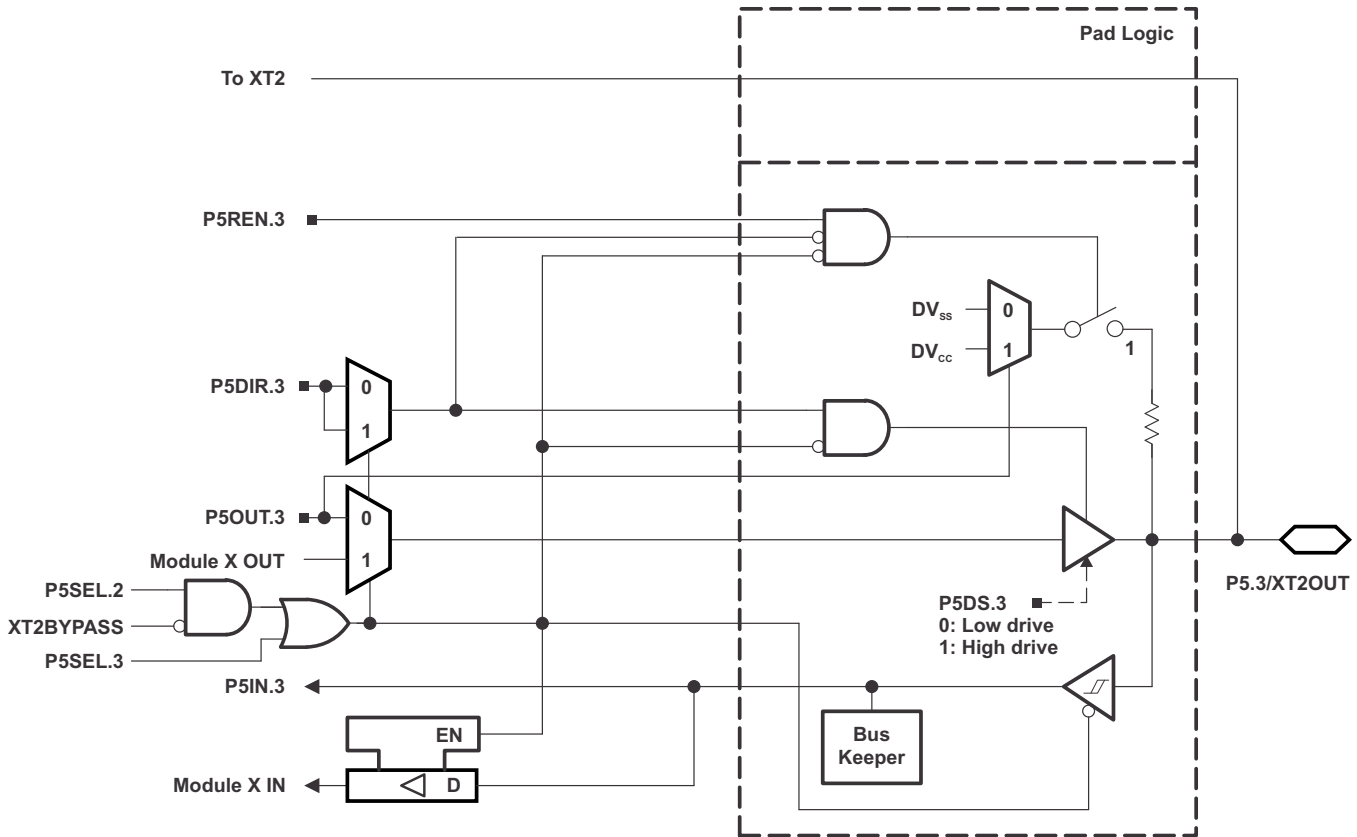 Pad Logic
To XT2
P5REN.3
DVSS
0
DVCC
1
1
P5DIR.3
0
1
P5OUT.3
0
Module X OUT
1
P5SEL.2
XT2BYPASS
P5SEL.3
P5.3/XT2OUT
P5DS.3
0: Low drive
1: High drive
P5IN.3
EN
Bus
Keeper
Module X IN
D